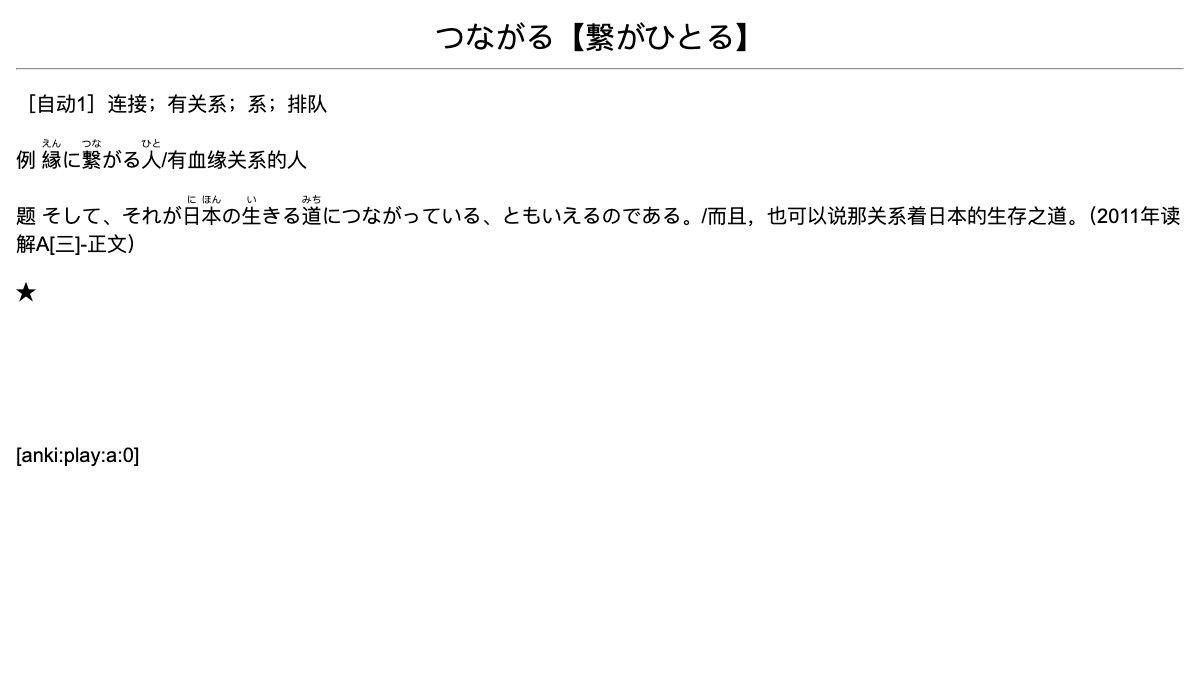 つながる【繋がひとる】
［自动1］连接；有关系；系；排队
例 縁に繋がる人/有血缘关系的人
えん つな ひと
题 そして、それが日本の生きる道につながっている、ともいえるのである。/而且，也可以说那关系着日本的生存之道。（2011年读
に ほん い みち
解A[三]-正文）
★
[anki:play:a:0]